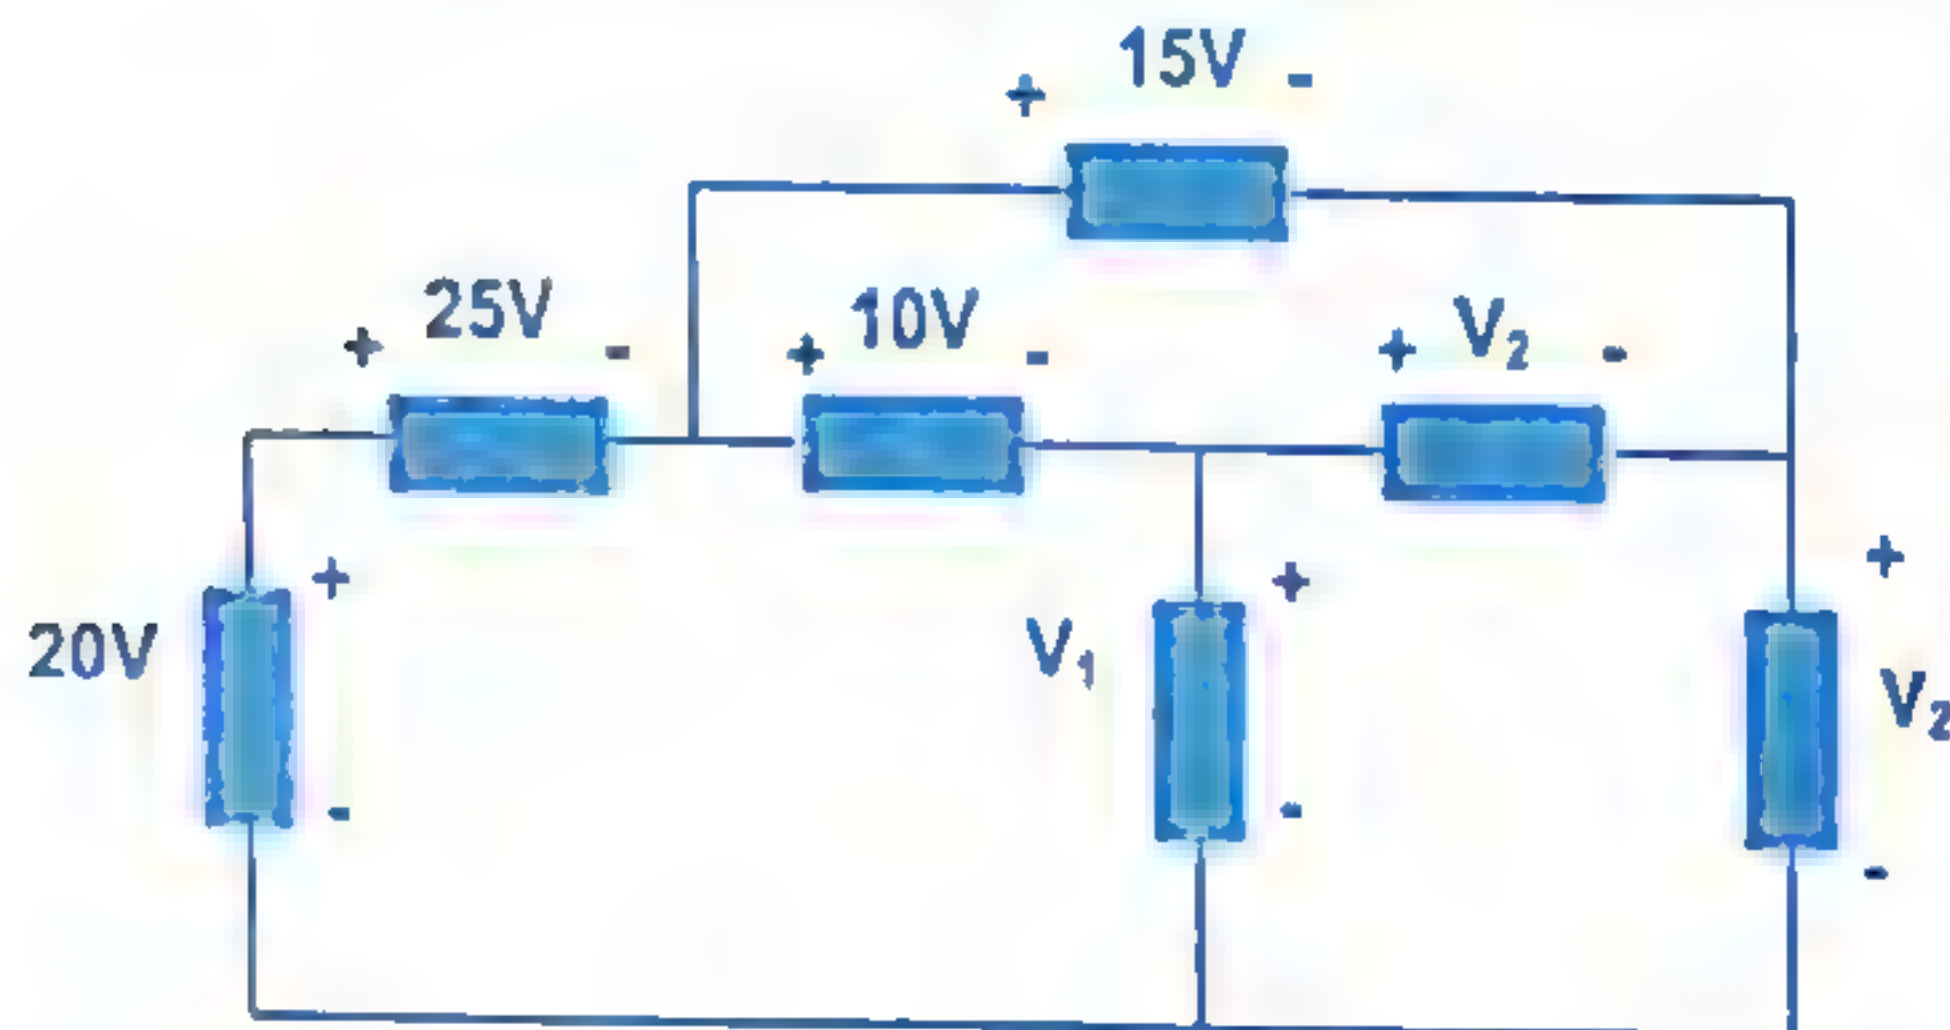 + 15V -
+ 25V -
+ 10V -
+ V₂ -
20V
+
-
V₁
+
-
+
V₂
-